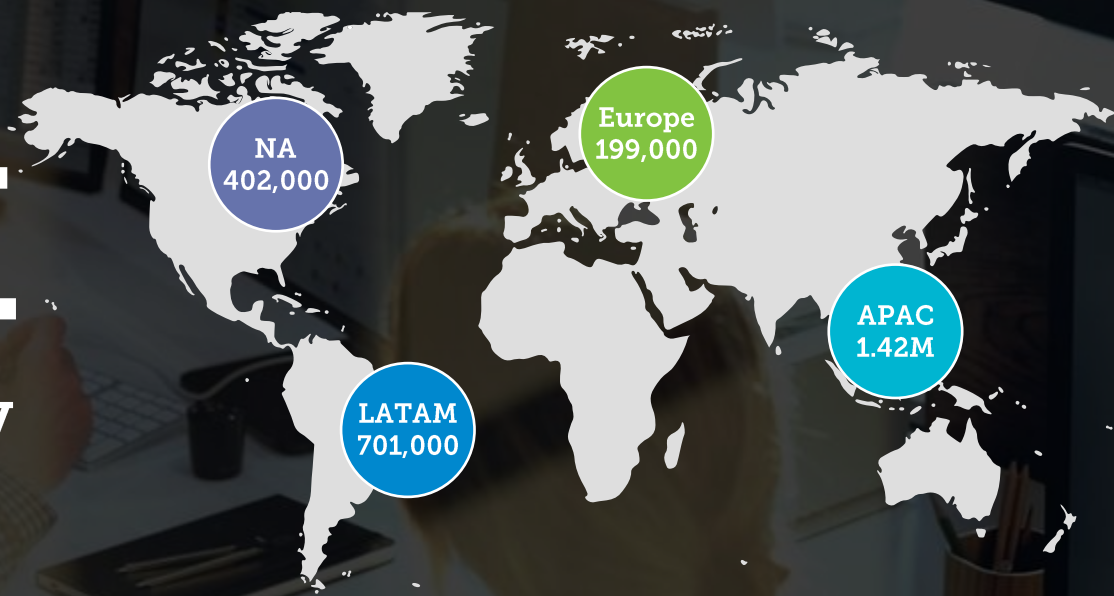 NA
402,000
Europe
199,000
APAC
1.42M
LATAM
701,000